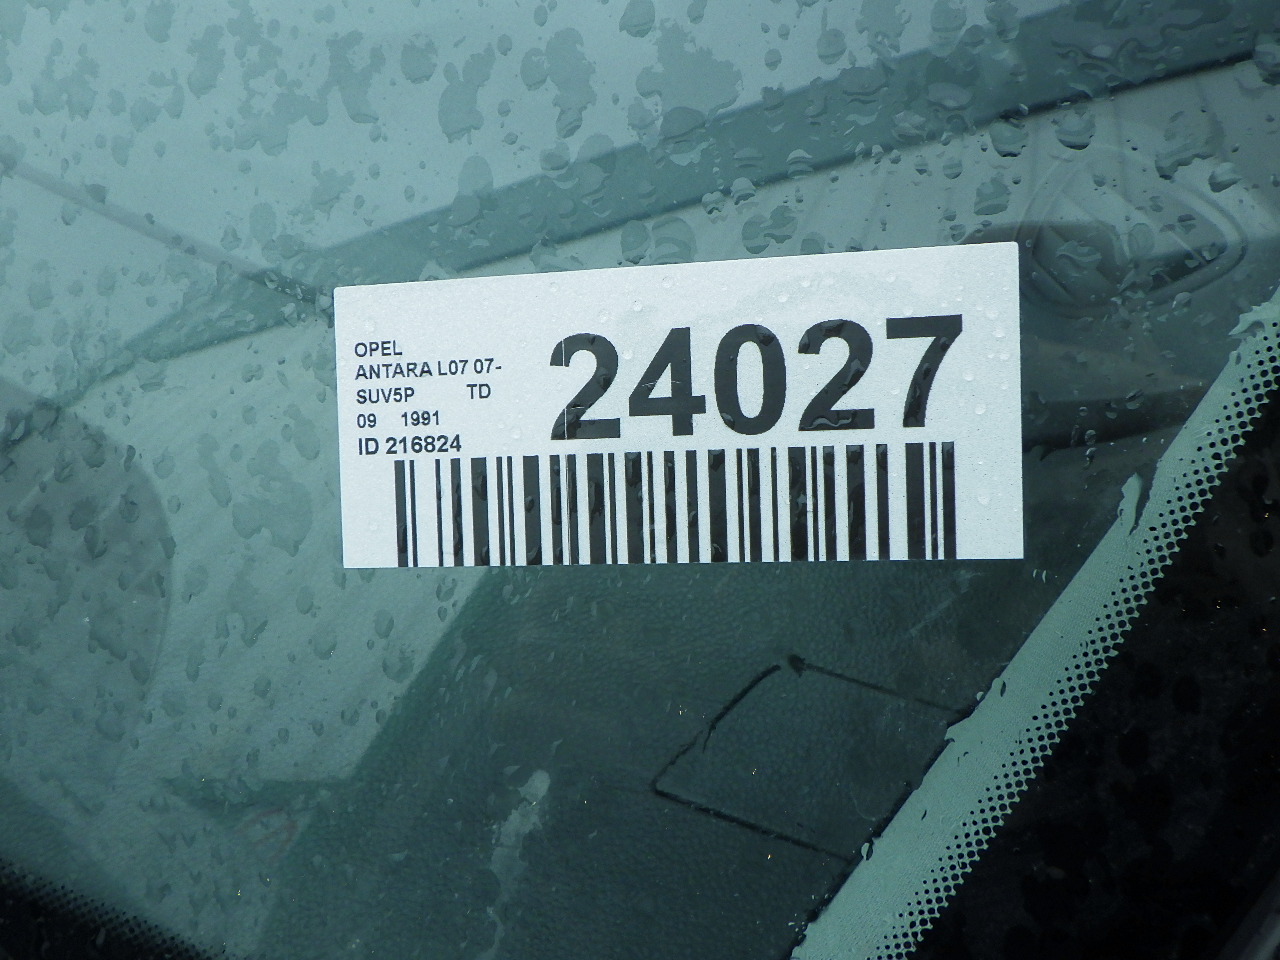 OPEL
ANTARA L07 07-
SUV5P TD
09 1991
ID 216824
24027